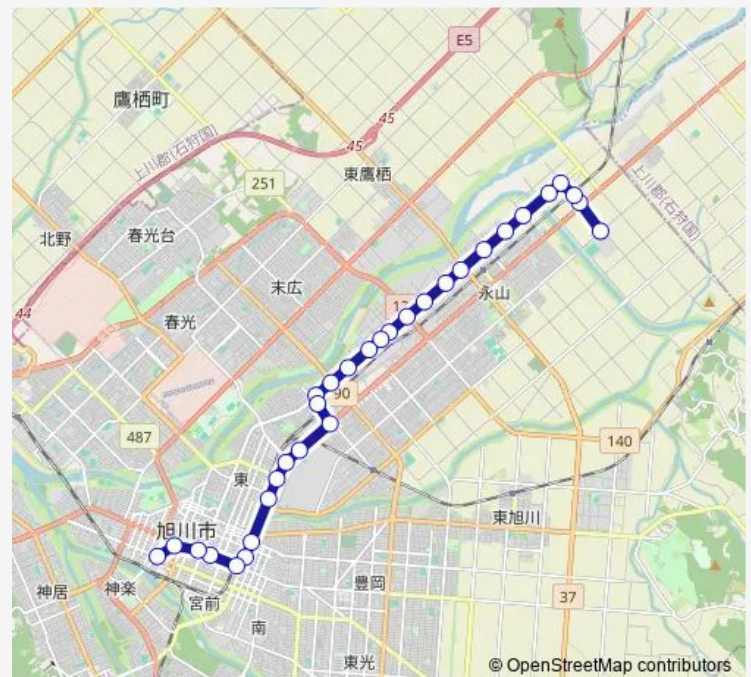 E5
鷹栖町
45
45
上川郡(石狩国)
東鷹栖
251
上川郡(石狩国)
北野
春光台
末広
44
永山
春光
90
487
140
東
旭川市
東旭川
神居
神楽
宮前
豊岡
37
南
東光
© OpenStreetMap contributors